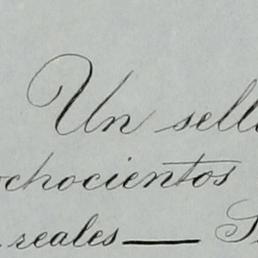 Un sell
ochocientos
reales — S